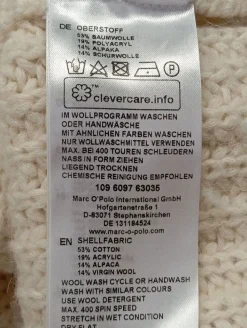 DE OBERSTOFF
53% BAUMWOLLE
19% POLYACRYL
14% ALPAKA
14% SCHURWOLLE
clevercare.info
IM WOLLPROGRAMM WASCHEN
ODER HANDWÄSCHE
MIT ÄHNLICHEN FARBEN WASCHEN
NUR WOLLWASCHMITTEL VERWENDEN
MAX. BEI 400 TOUREN SCHLEUDERN
NASS IN FORM ZIEHEN
LIEGEND TROCKNEN
CHEMISCHE REINIGUNG EMPFOHLEN
109 6097 63035
Marc O'Polo International GmbH
Hofgartenstraße 1
D-83071 Stephanskirchen
DE 131184524
www.marc-o-polo.com
EN SHELLFABRIC
53% COTTON
19% ACRYLIC
14% ALPACA
14% VIRGIN WOOL
WOOL WASH CYCLE OR HANDWASH
WASH WITH SIMILAR COLOURS
USE WOOL DETERGENT
MAX. 400 SPIN SPEED
STRETCH IN WET CONDITION
DRY FLAT